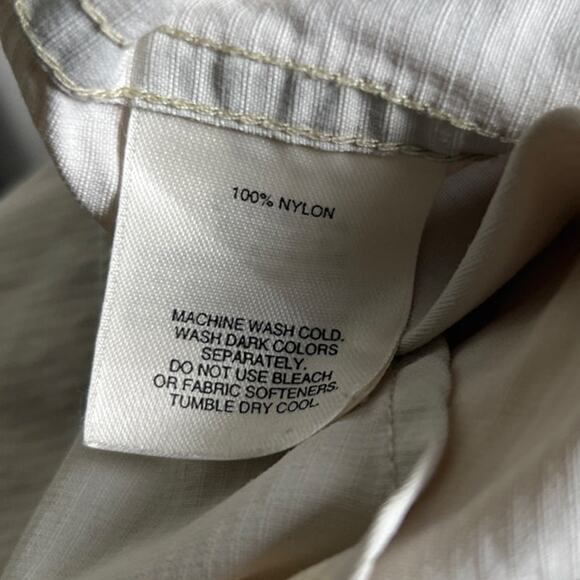 100% NYLON
MACHINE WASH COLD.
WASH DARK COLORS
SEPARATELY.
DO NOT USE BLEACH
OR FABRIC SOFTENERS.
TUMBLE DRY COOL.